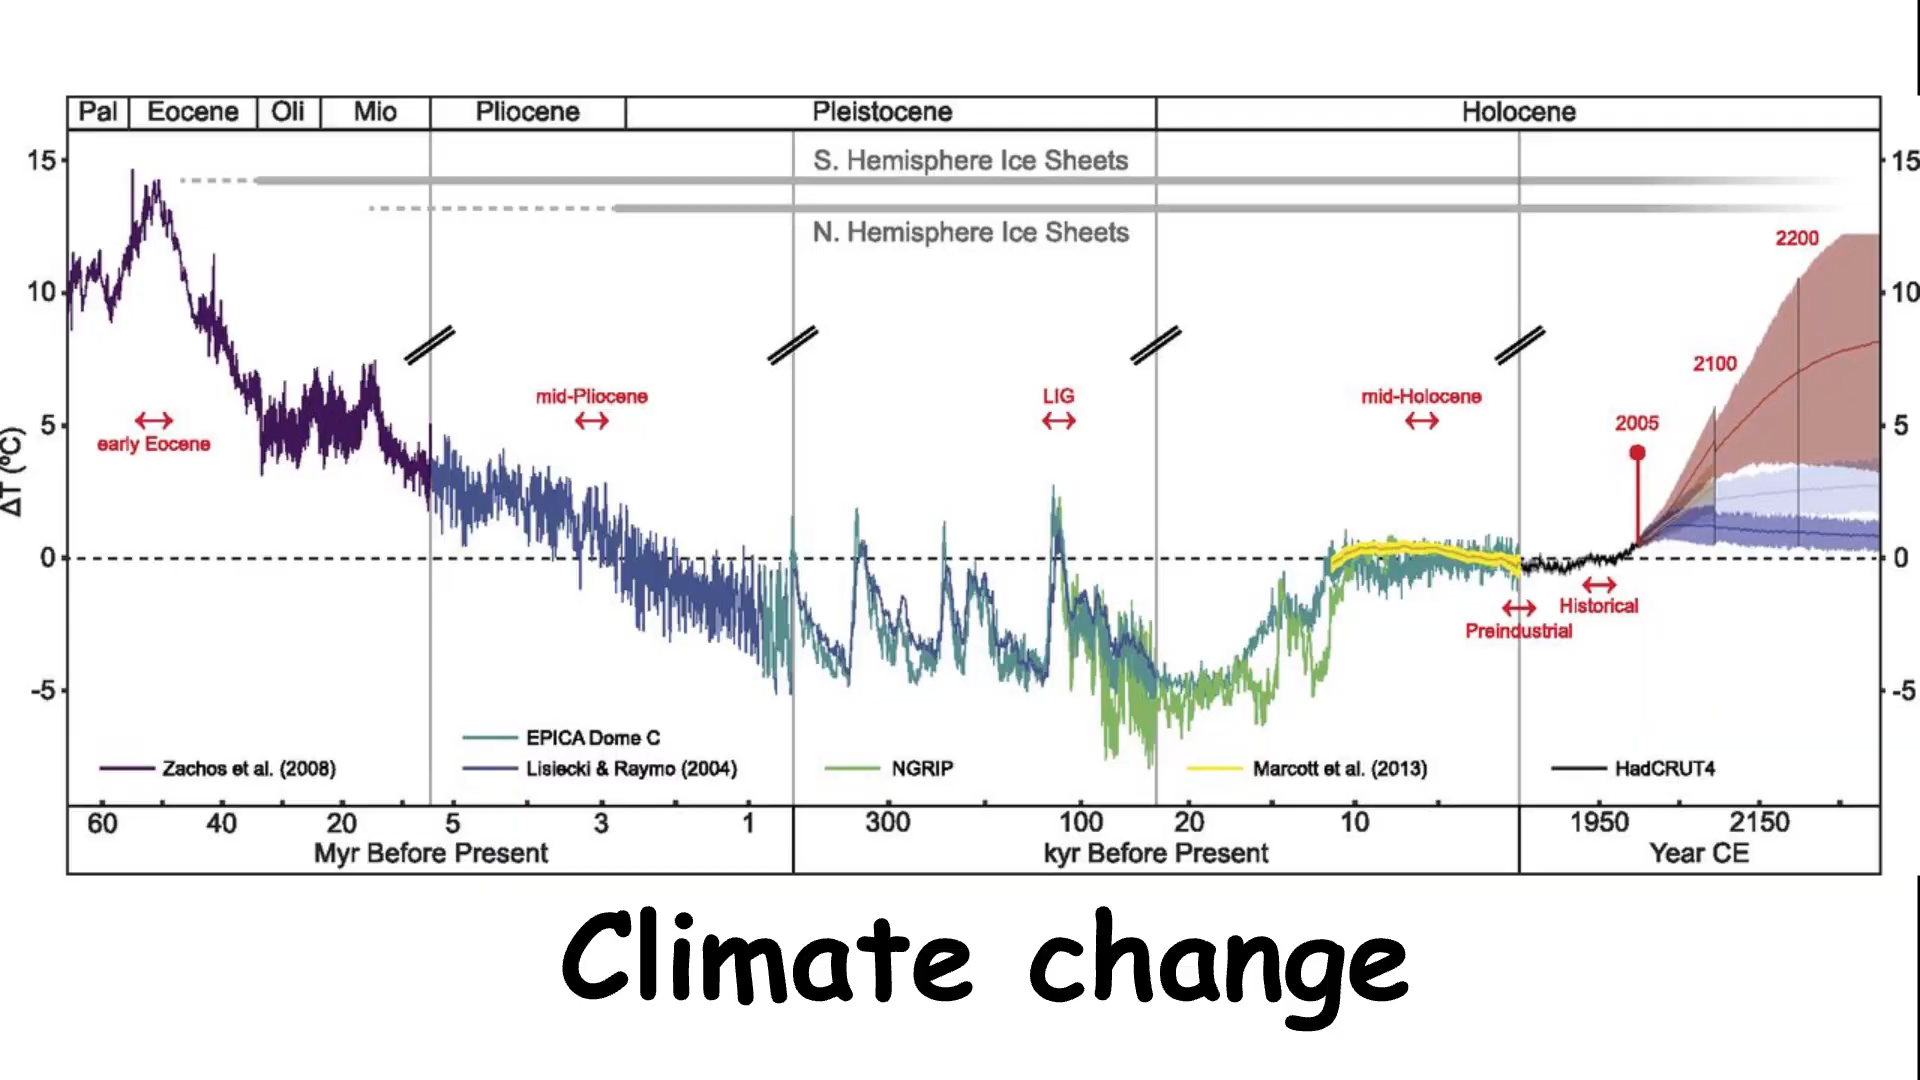 Pal Eocene Oli Mio Pliocene Pleistocene Holocene
15 S. Hemisphere Ice Sheets 15
N. Hemisphere Ice Sheets
2200
10 10
2100
mid-Pliocene LIG mid-Holocene
5 2005 5
early Eocene
ΔT (°C)
0 0
Historical
Preindustrial
-5 -5
EPICA Dome C
Zachos et al. (2008) Lisiecki & Raymo (2004) NGRIP Marcott et al. (2013) HadCRUT4
60 40 20 5 3 1 300 100 20 10 1950 2150
Myr Before Present kyr Before Present Year CE
Climate change